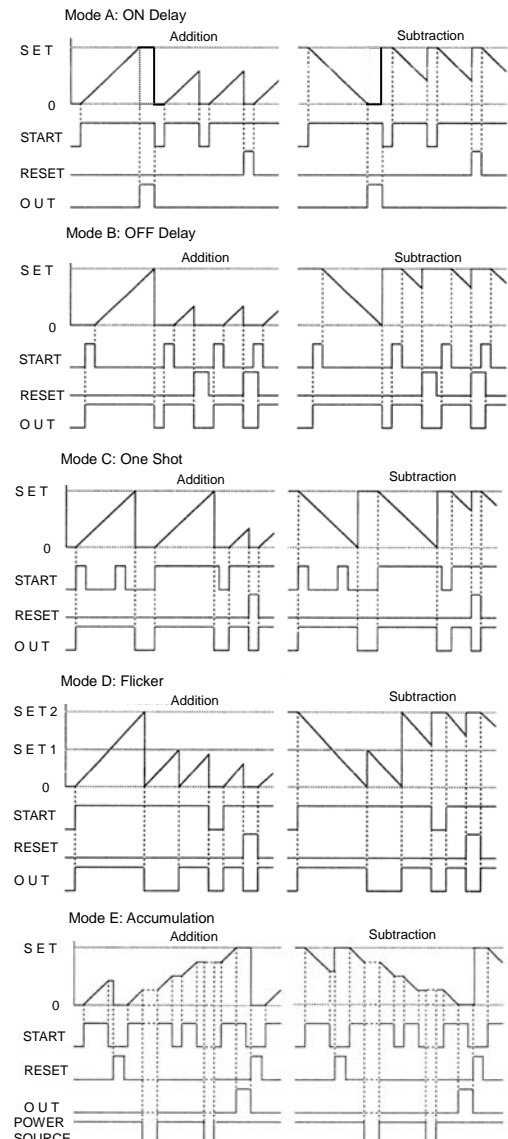 Mode A: ON Delay
Addition Subtraction
SET
0
START
RESET
OUT
Mode B: OFF Delay
Addition Subtraction
SET
0
START
RESET
OUT
Mode C: One Shot
Addition Subtraction
SET
0
START
RESET
OUT
Mode D: Flicker
Addition Subtraction
SET2
SET1
0
START
RESET
OUT
Mode E: Accumulation
Addition Subtraction
SET
0
START
RESET
OUT
POWER
SOURCE